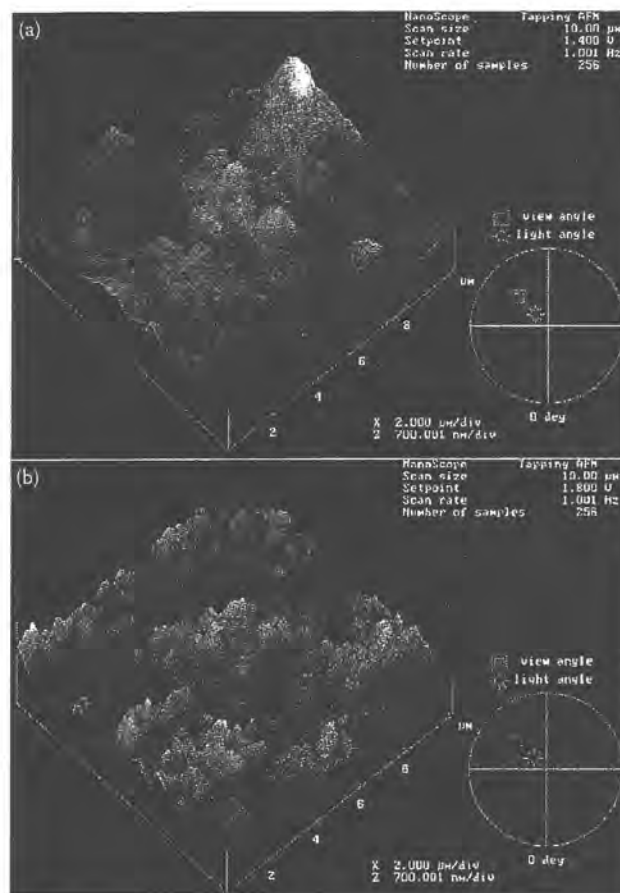 (a)
NanoScope Tapping AFM
Scan size 10.00 µm
Setpoint 1.400 V
Scan rate 1.001 Hz
Number of samples 256
view angle
light angle
µM
8
6
4
2
0 deg
X 2.000 µm/div
Z 700.001 nm/div
(b)
NanoScope Tapping AFM
Scan size 10.00 µm
Setpoint 1.800 V
Scan rate 1.001 Hz
Number of samples 256
view angle
light angle
µM
6
4
2
0 deg
X 2.000 µm/div
Z 700.001 nm/div